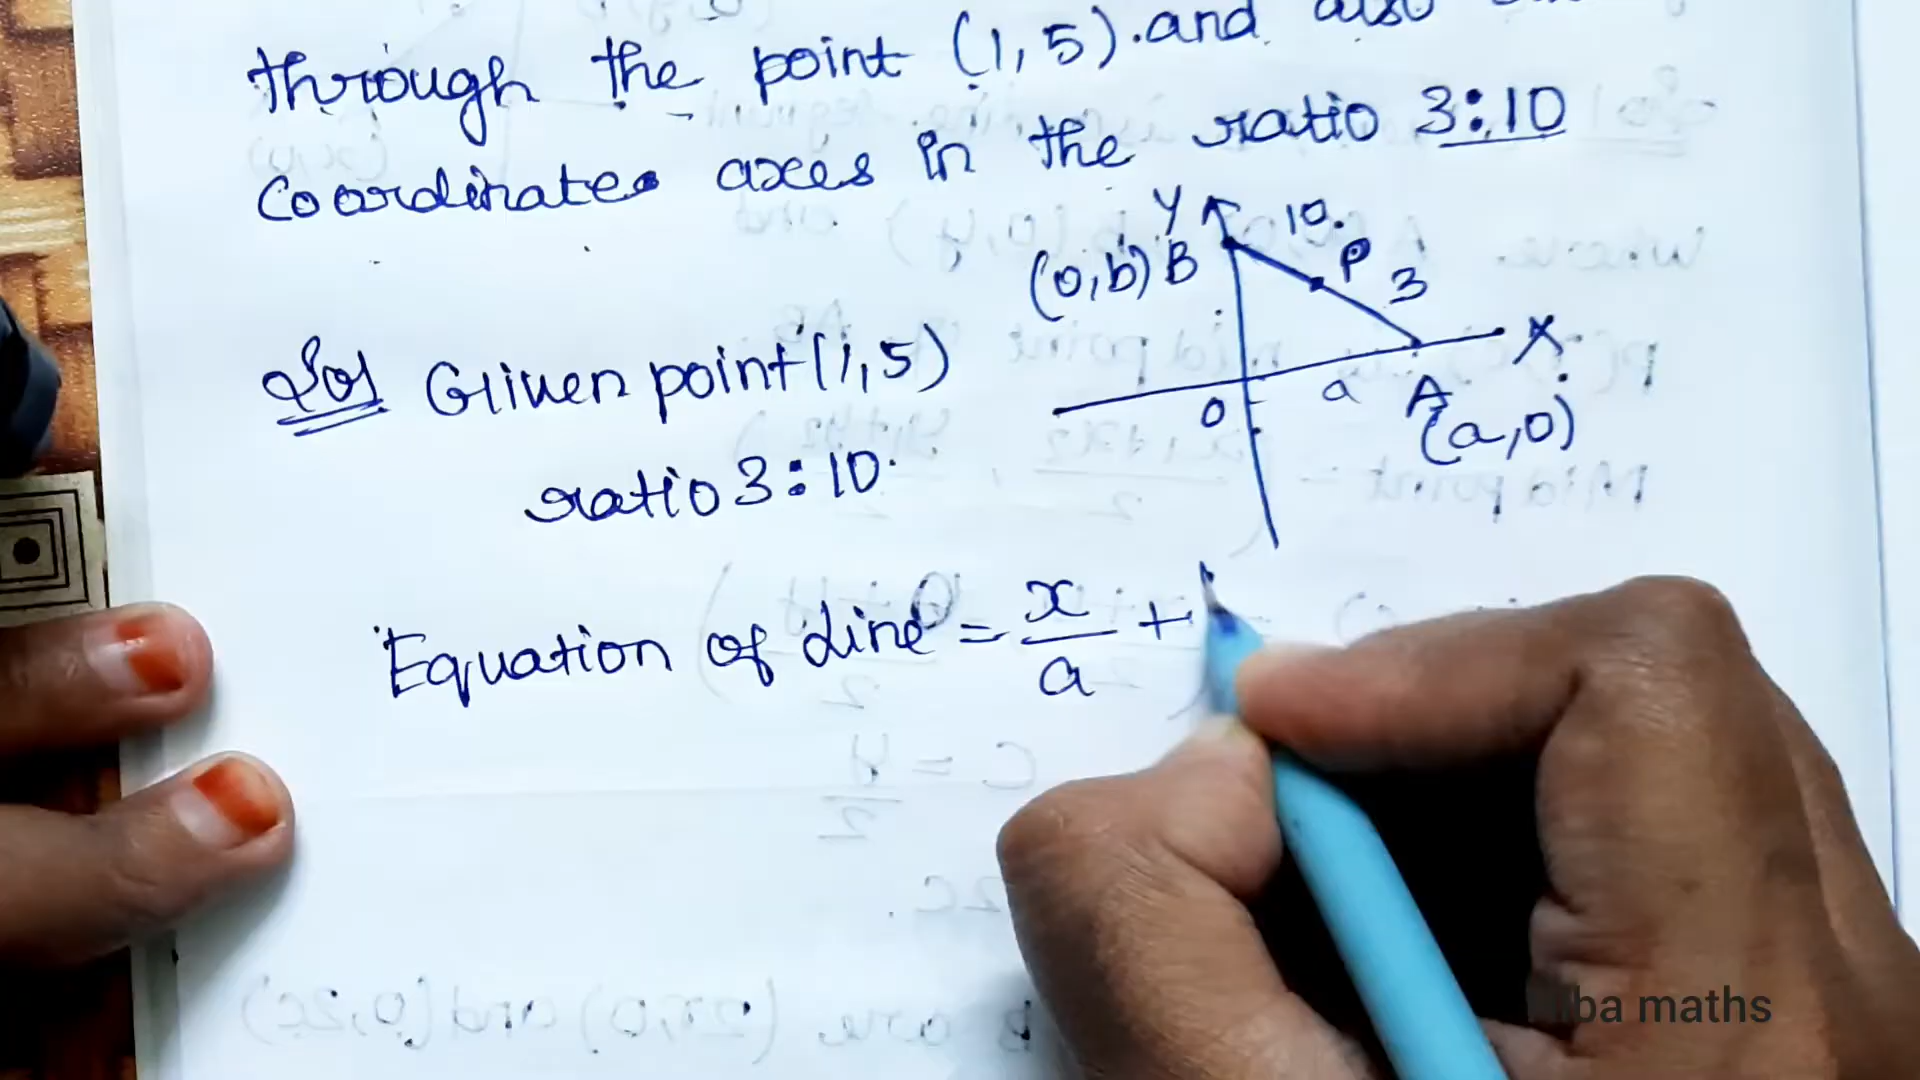 through the point (1,5).and also
Coordinates axes in the ratio 3:10
Y 10.
(0,b) B P 3
X
0 a A
(a,0)
Sol Given point (1,5)
ratio 3:10.
Equation of Line = x/a +
maths